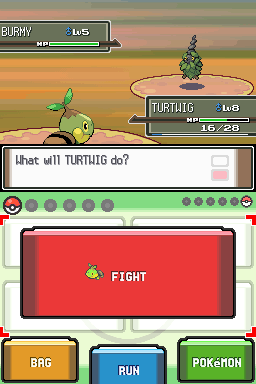 BURMY ♂Lv5
HP
TURTWIG ♂Lv8
HP
16/28
What will TURTWIG do?
FIGHT
BAG
RUN
POKéMON